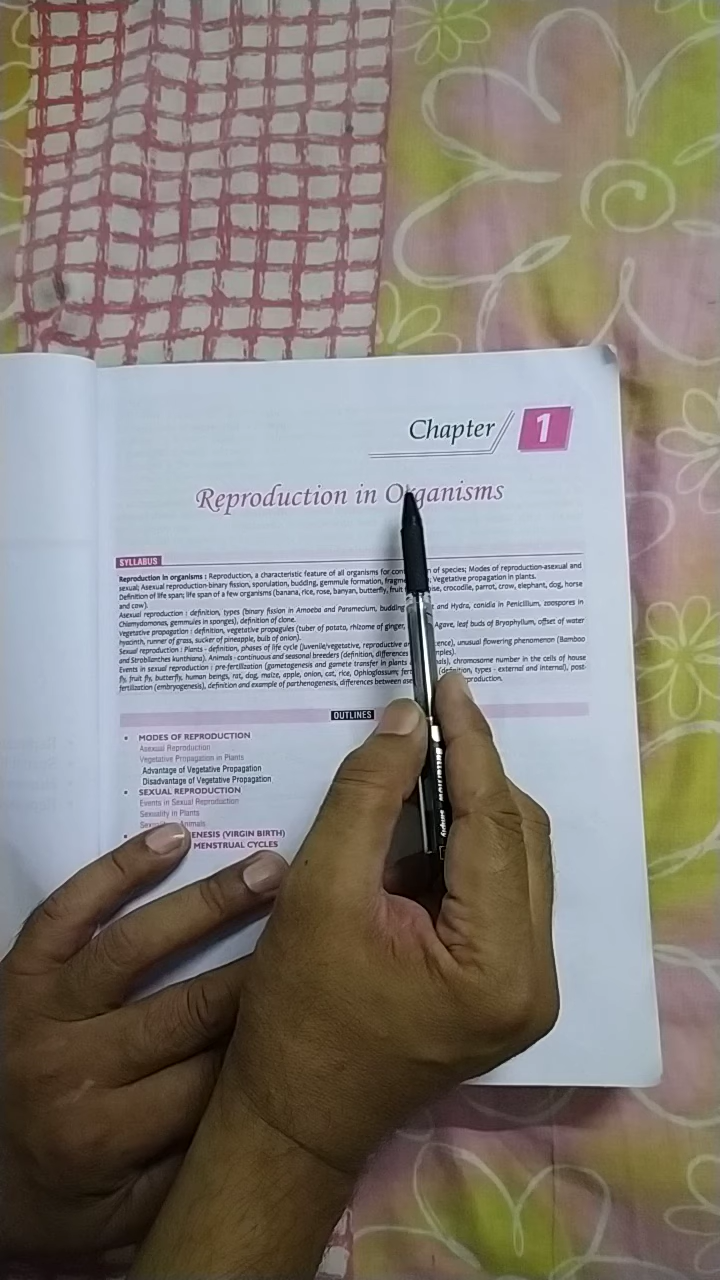 Chapter 1
Reproduction in Organisms
SYLLABUS
Reproduction in organisms : Reproduction, a characteristic feature of all organisms for of species; Modes of reproduction-asexual and
sexual; Asexual reproduction-binary fission, sporulation, budding, gemmule formation, Vegetative propagation in plants.
Definition of life span; life span of a few organisms (banana, rice, rose, banyan, butterfly, fruit crocodile, parrot, crow, elephant, dog, horse
and cow).
Asexual reproduction : definition, types (binary fission in Amoeba and Paramecium, budding and Hydra, conidia in Penicillium, zoospores in
Chlamydomonas, gemmules in sponges), definition of clone.
Vegetative propagation : definition, vegetative propagules (tuber of potato, rhizome of ginger, Agave, leaf buds of Bryophyllum, offset of water
hyacinth, runner of grass, sucker of pineapple, bulb of onion).
Sexual reproduction : Plants - definition, phases of life cycle (juvenile/vegetative, reproductive unusual flowering phenomenon (Bamboo
and Strobilanthes kunthiana). Animals - continuous and seasonal breeders (definition, differences
Events in sexual reproduction : pre-fertilization (gametogenesis and gamete transfer in plants chromosome number in the cells of house
fly, fruit fly, butterfly, human beings, rat, dog, maize, apple, onion, cat, rice, Ophioglossum; (definition, types - external and internal), post-
fertilization (embryogenesis), definition and example of parthenogenesis, differences between
OUTLINES
• MODES OF REPRODUCTION
Asexual Reproduction
Vegetative Propagation in Plants
Advantage of Vegetative Propagation
Disadvantage of Vegetative Propagation
• SEXUAL REPRODUCTION
Events in Sexual Reproduction
Sexuality in Plants
Animals
(VIRGIN BIRTH)
MENSTRUAL CYCLES